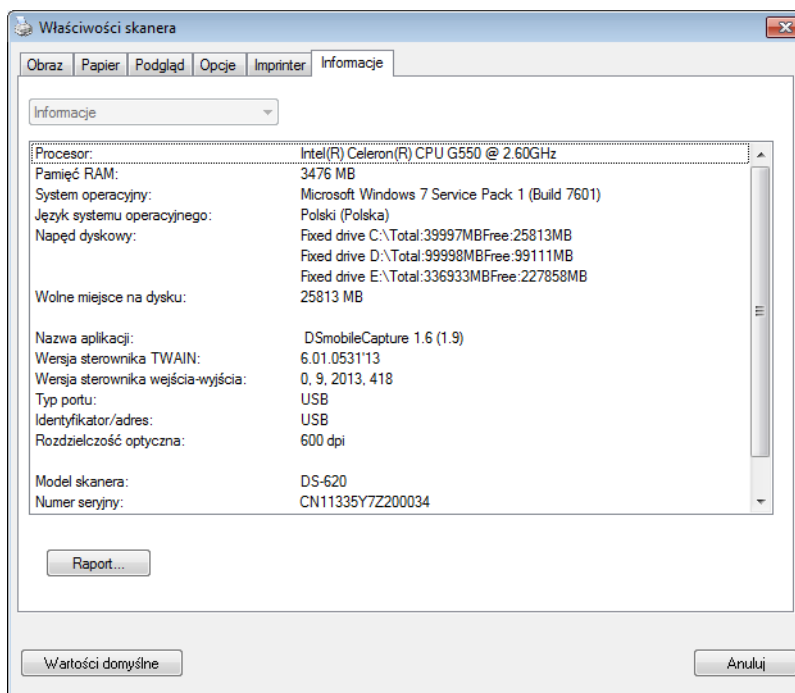 Właściwości skanera
Obraz Papier Podgląd Opcje Imprinter Informacje
Informacje
Procesor: Intel(R) Celeron(R) CPU G550 @ 2.60GHz
Pamięć RAM: 3476 MB
System operacyjny: Microsoft Windows 7 Service Pack 1 (Build 7601)
Język systemu operacyjnego: Polski (Polska)
Napęd dyskowy: Fixed drive C:\Total:39997MBFree:25813MB
Fixed drive D:\Total:99998MBFree:99111MB
Fixed drive E:\Total:336933MBFree:227858MB
Wolne miejsce na dysku: 25813 MB
Nazwa aplikacji: DSmobileCapture 1.6 (1.9)
Wersja sterownika TWAIN: 6.01.0531'13
Wersja sterownika wejścia-wyjścia: 0, 9, 2013, 418
Typ portu: USB
Identyfikator/adres: USB
Rozdzielczość optyczna: 600 dpi
Model skanera: DS-620
Numer seryjny: CN11335Y7Z200034
Raport...
Wartości domyślne Anuluj